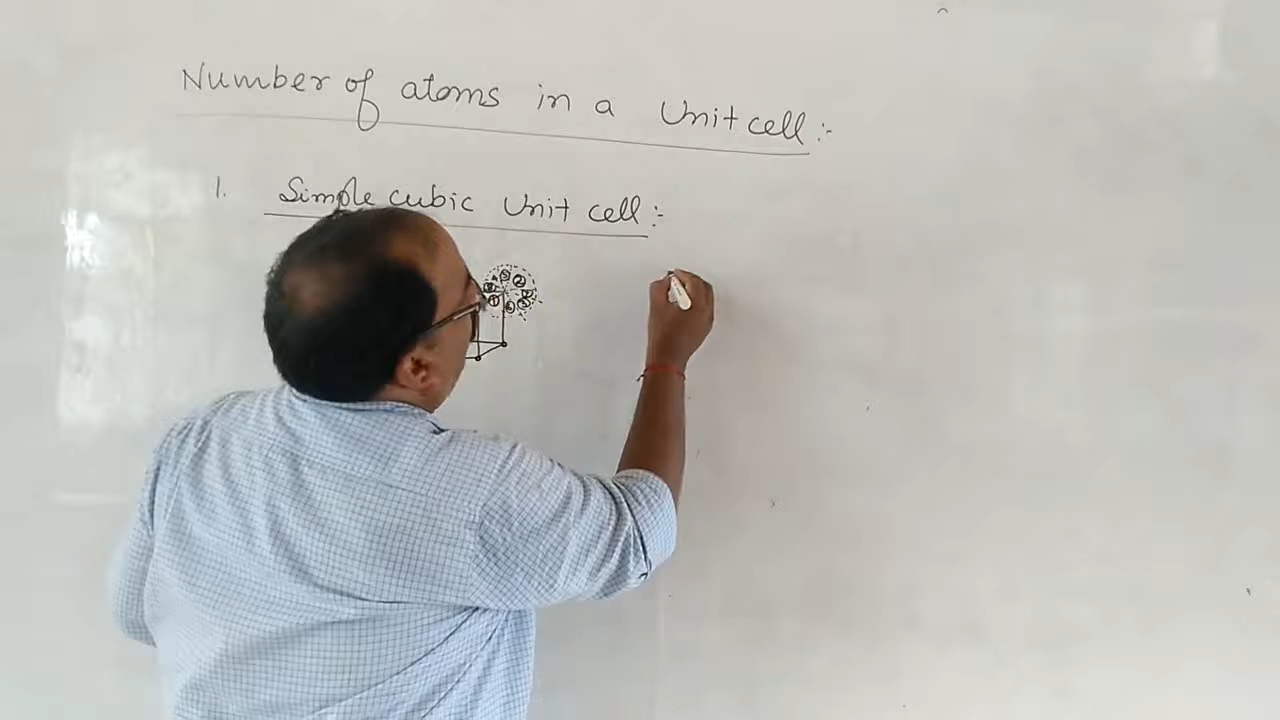 Number of atoms in a Unit cell :-
1. Simple cubic Unit cell :-